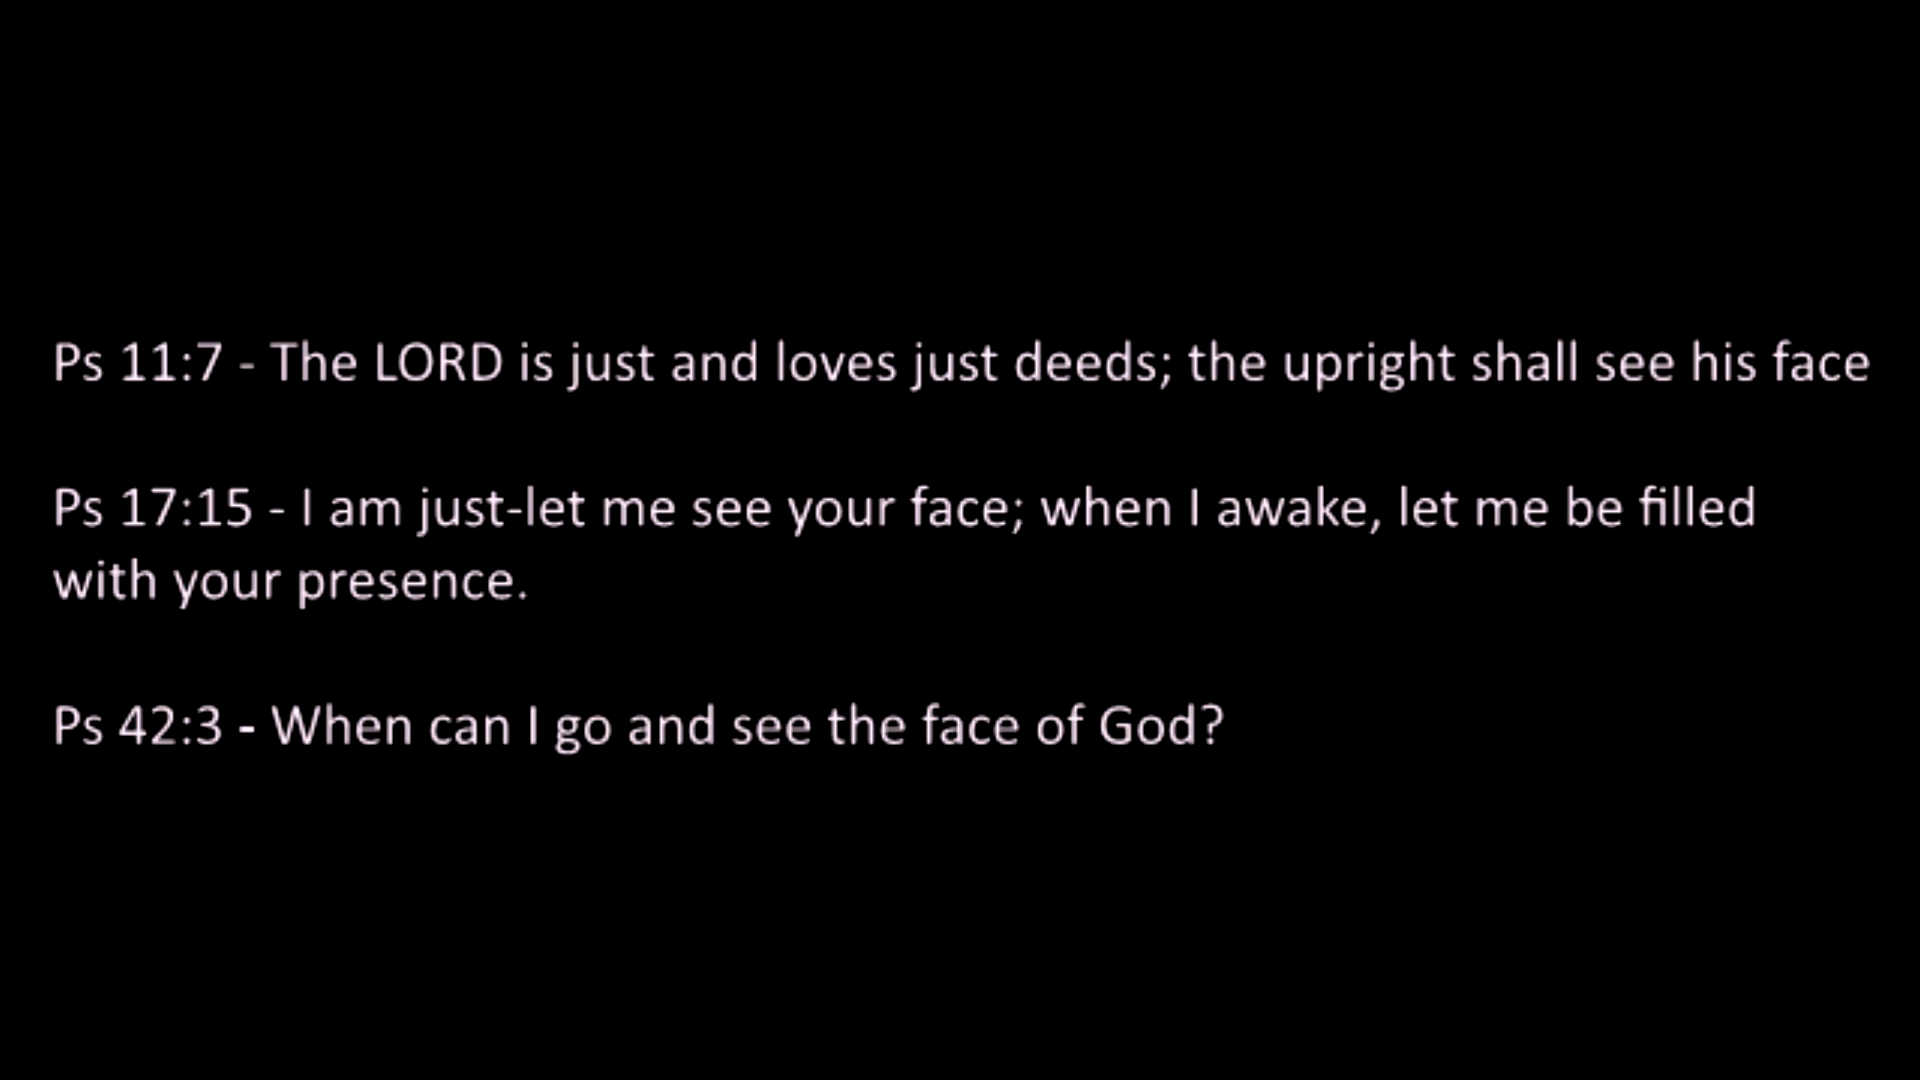 Ps 11:7 - The LORD is just and loves just deeds; the upright shall see his face
Ps 17:15 - I am just-let me see your face; when I awake, let me be filled
with your presence.
Ps 42:3 - When can I go and see the face of God?